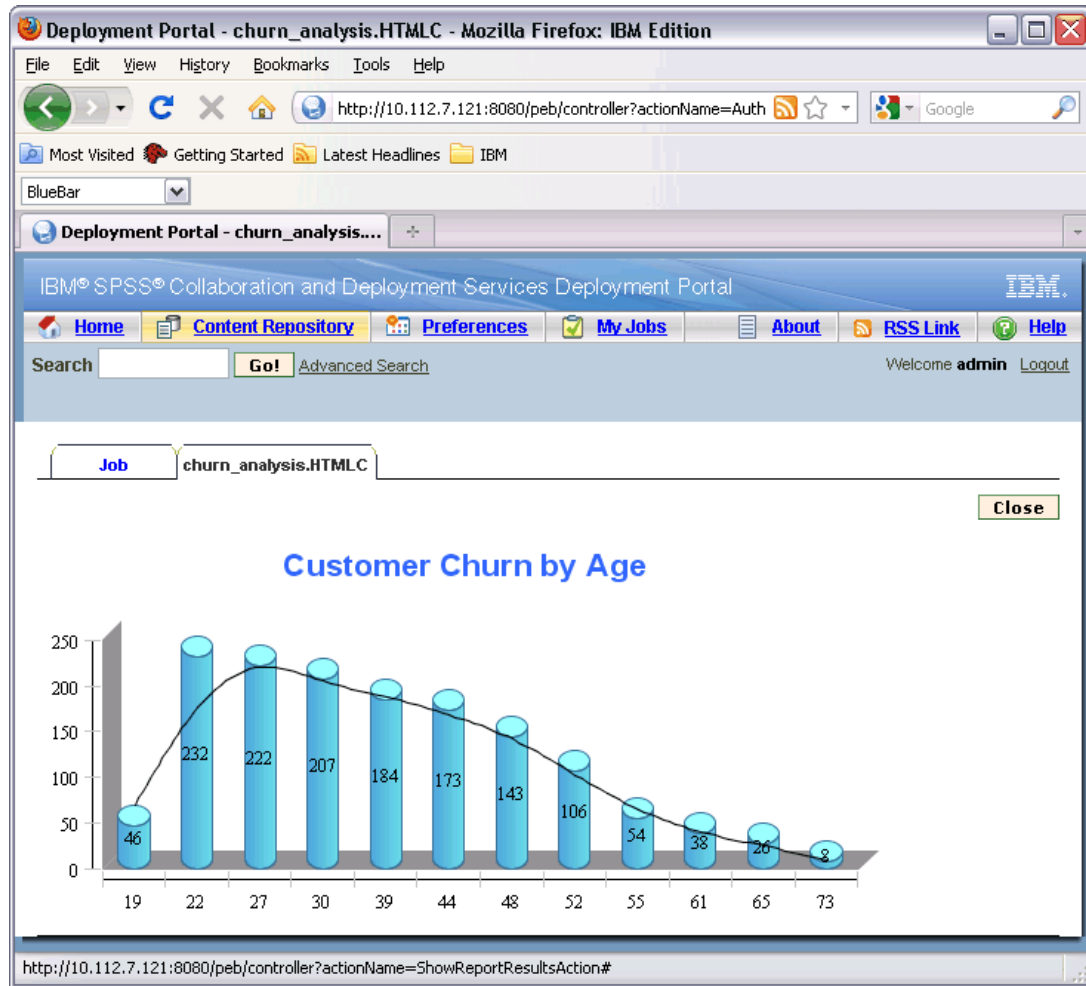 Deployment Portal - churn_analysis.HTMLC - Mozilla Firefox: IBM Edition
File Edit View History Bookmarks Tools Help
http://10.112.7.121:8080/peb/controller?actionName=Auth Google
Most Visited Getting Started Latest Headlines IBM
BlueBar
Deployment Portal - churn_analysis....
IBM® SPSS® Collaboration and Deployment Services Deployment Portal IBM.
Home Content Repository Preferences My Jobs About RSS Link Help
Search Go! Advanced Search Welcome admin Logout
Job churn_analysis.HTMLC
Close
Customer Churn by Age
250
200
150
100
50
0
46 232 222 207 184 173 143 106 54 38 26 8
19 22 27 30 39 44 48 52 55 61 65 73
http://10.112.7.121:8080/peb/controller?actionName=ShowReportResultsAction#